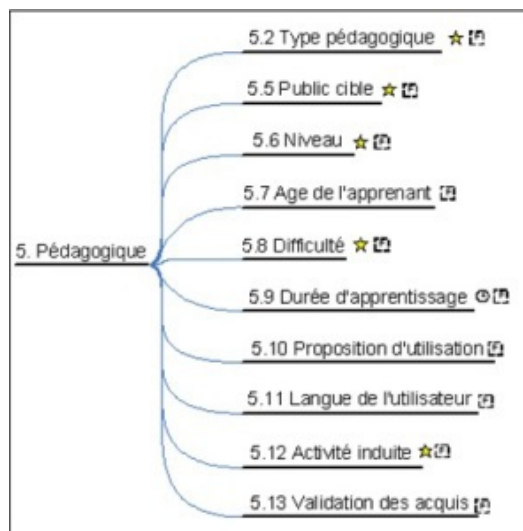 5.2 Type pédagogique
5.5 Public cible
5.6 Niveau
5.7 Age de l'apprenant
5. Pédagogique
5.8 Difficulté
5.9 Durée d'apprentissage
5.10 Proposition d'utilisation
5.11 Langue de l'utilisateur
5.12 Activité induite
5.13 Validation des acquis